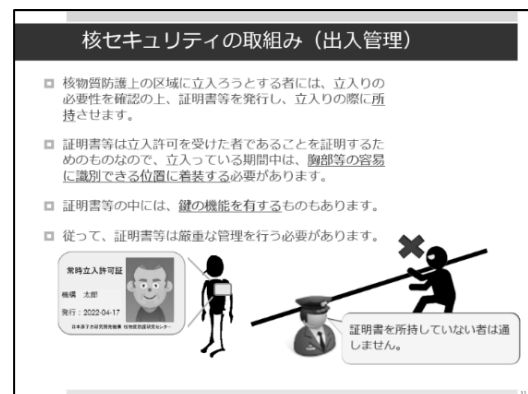 核セキュリティの取組み（出入管理）
核物質防護上の区域に立入ろうとする者には、立入りの
必要性を確認の上、証明書等を発行し、立入りの際に所
持させます。
証明書等は立入許可を受けた者であることを証明するた
めのものなので、立入っている期間中は、胸部等の容易
に識別できる位置に着装する必要があります。
証明書等の中には、鍵の機能を有するものもあります。
従って、証明書等は厳重な管理を行う必要があります。
常時立入許可証
機構　太郎
発行：2022-04-17
証明書を所持していない者は通
しません。